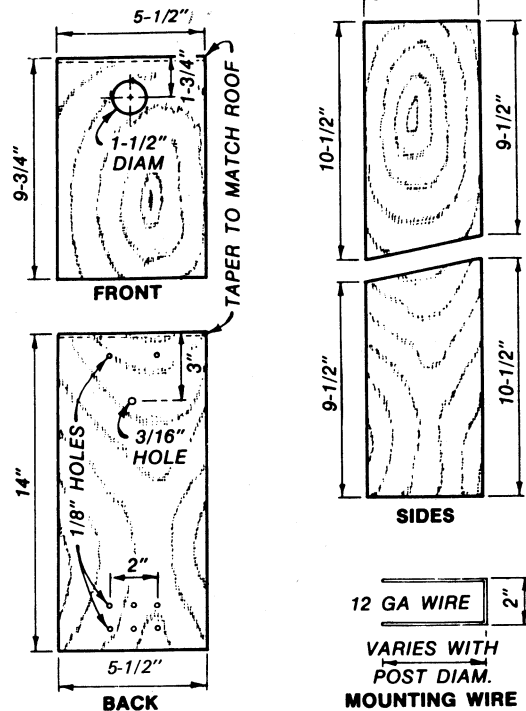 5-1/2"
1-3/4"
9-3/4"
1-1/2"
DIAM
FRONT
TAPER TO MATCH ROOF
14"
3"
3/16"
HOLE
1/8" HOLES
2"
5-1/2"
BACK
10-1/2"
9-1/2"
9-1/2"
10-1/2"
SIDES
12 GA WIRE
2"
VARIES WITH
POST DIAM.
MOUNTING WIRE